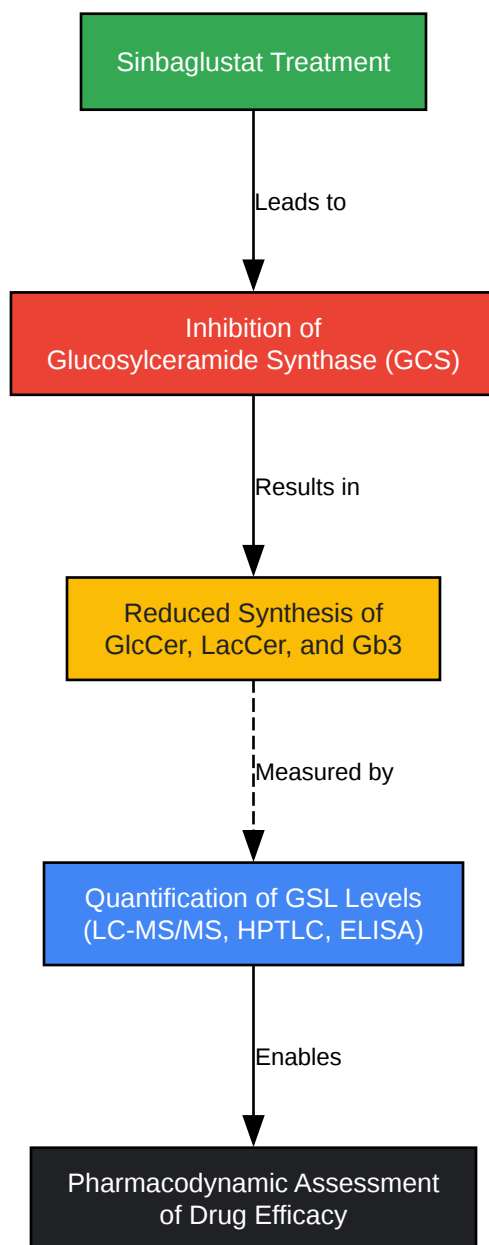 Sinbaglustat Treatment
Leads to
Inhibition of
Glucosylceramide Synthase (GCS)
Results in
Reduced Synthesis of
GlcCer, LacCer, and Gb3
Measured by
Quantification of GSL Levels
(LC-MS/MS, HPTLC, ELISA)
Enables
Pharmacodynamic Assessment
of Drug Efficacy